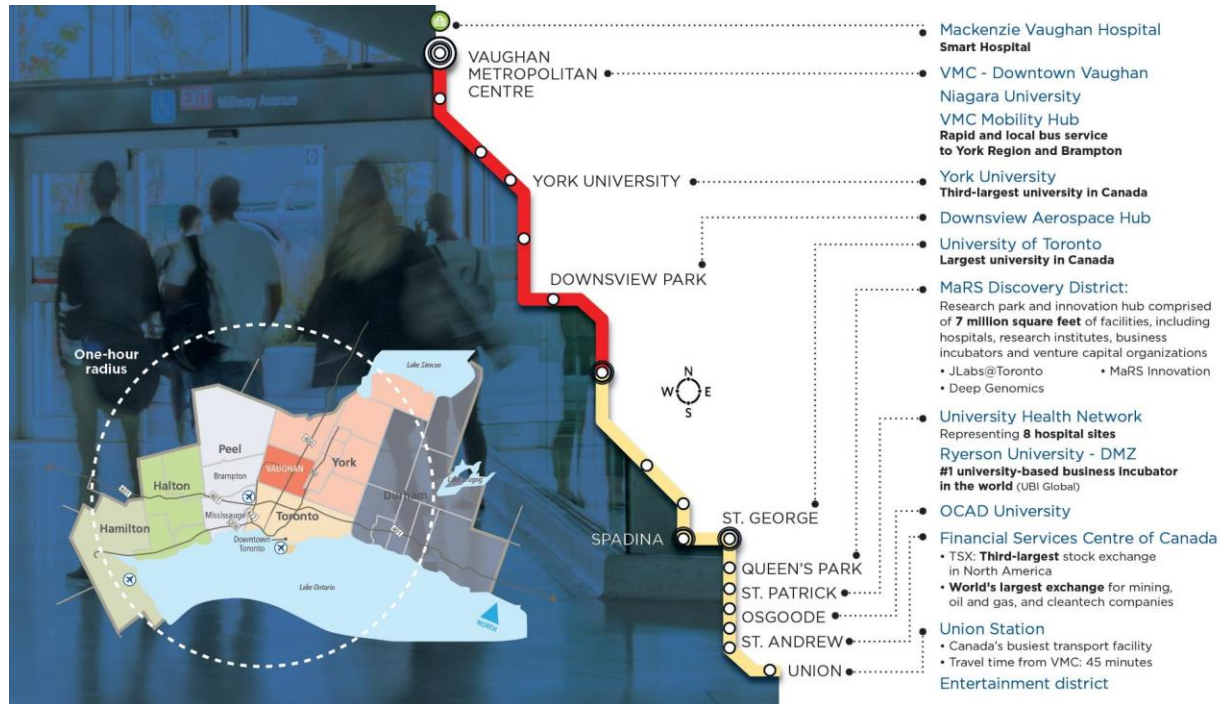 EXIT Millway Avenue
VAUGHAN
METROPOLITAN
CENTRE
YORK UNIVERSITY
DOWNSVIEW PARK
N
W E
S
SPADINA
ST. GEORGE
QUEEN'S PARK
ST. PATRICK
OSGOODE
ST. ANDREW
UNION
Mackenzie Vaughan Hospital
Smart Hospital
VMC - Downtown Vaughan
Niagara University
VMC Mobility Hub
Rapid and local bus service
to York Region and Brampton
York University
Third-largest university in Canada
Downsview Aerospace Hub
University of Toronto
Largest university in Canada
MaRS Discovery District:
Research park and innovation hub comprised
of 7 million square feet of facilities, including
hospitals, research institutes, business
incubators and venture capital organizations
• JLabs@Toronto • MaRS Innovation
• Deep Genomics
University Health Network
Representing 8 hospital sites
Ryerson University - DMZ
#1 university-based business incubator
in the world (UBI Global)
OCAD University
Financial Services Centre of Canada
• TSX: Third-largest stock exchange
in North America
• World's largest exchange for mining,
oil and gas, and cleantech companies
Union Station
• Canada's busiest transport facility
• Travel time from VMC: 45 minutes
Entertainment district
One-hour
radius
Lake Simcoe
Peel
Brampton
VAUGHAN
York
Halton
Durham
Mississauga
Toronto
Hamilton
Downtown
Toronto
401
401
Lake Ontario
NORTH